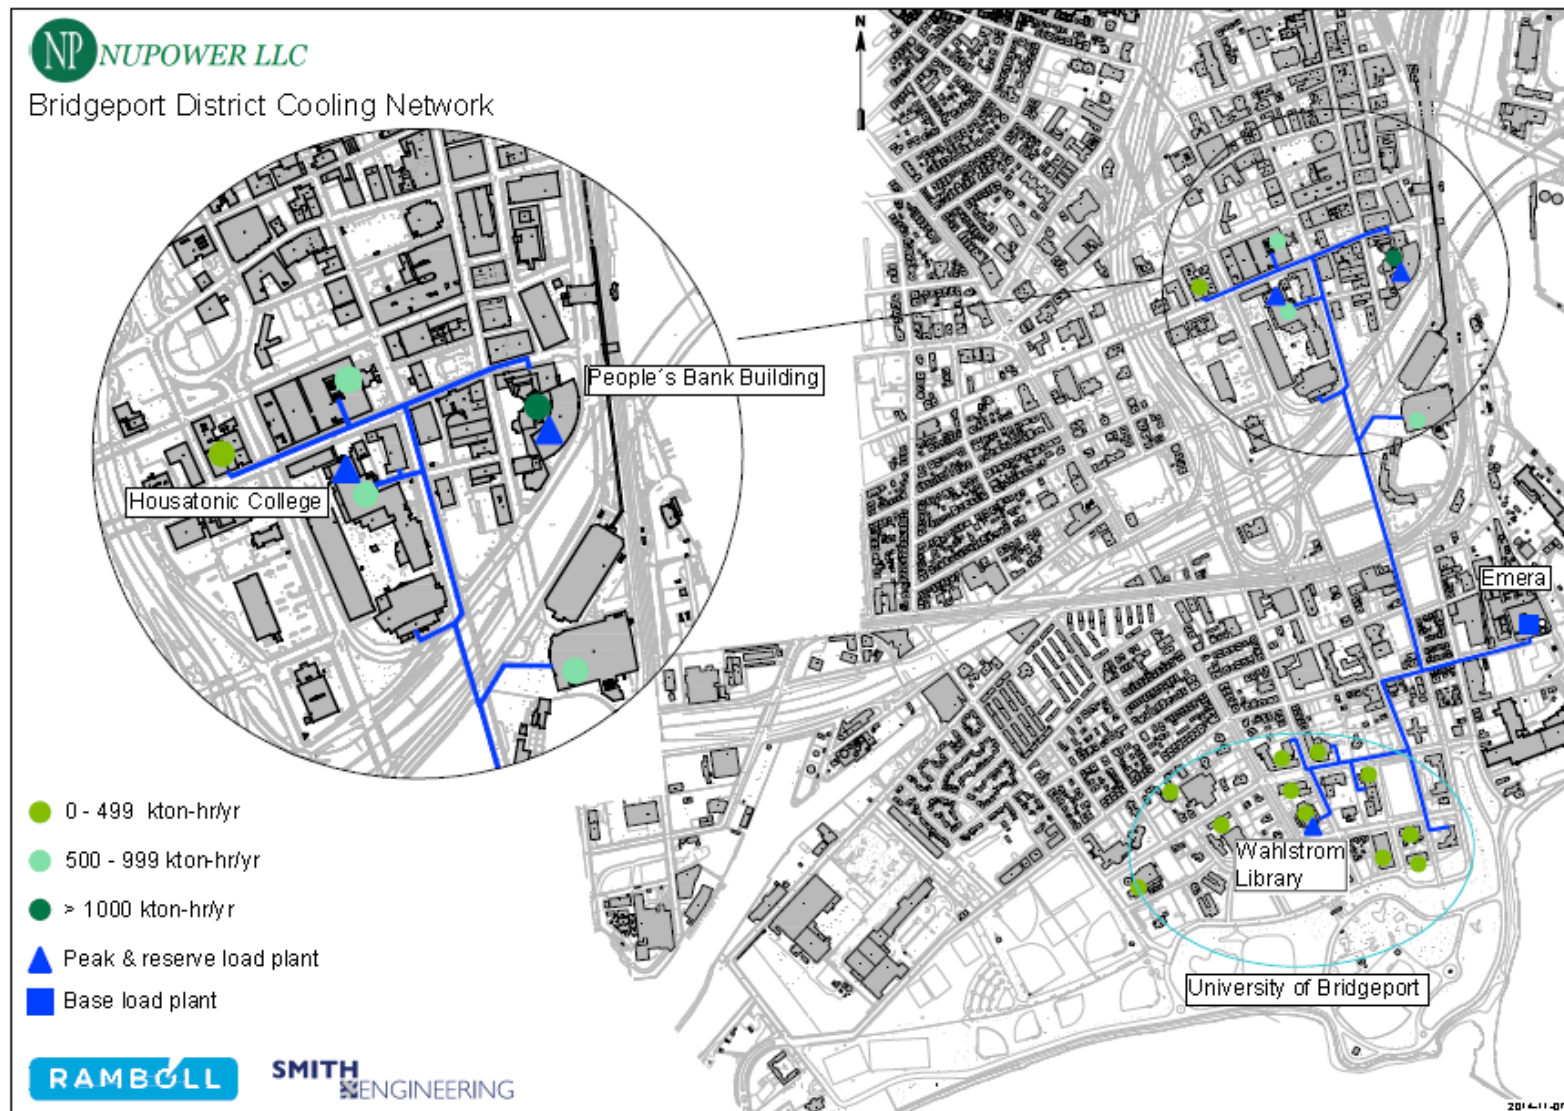 NP NUPOWER LLC
Bridgeport District Cooling Network
N
People´s Bank Building
Housatonic College
Emera
Wahlstrom
Library
University of Bridgeport
0 - 499 kton-hr/yr
500 - 999 kton-hr/yr
> 1000 kton-hr/yr
Peak & reserve load plant
Base load plant
RAMBOLL
SMITH
ENGINEERING